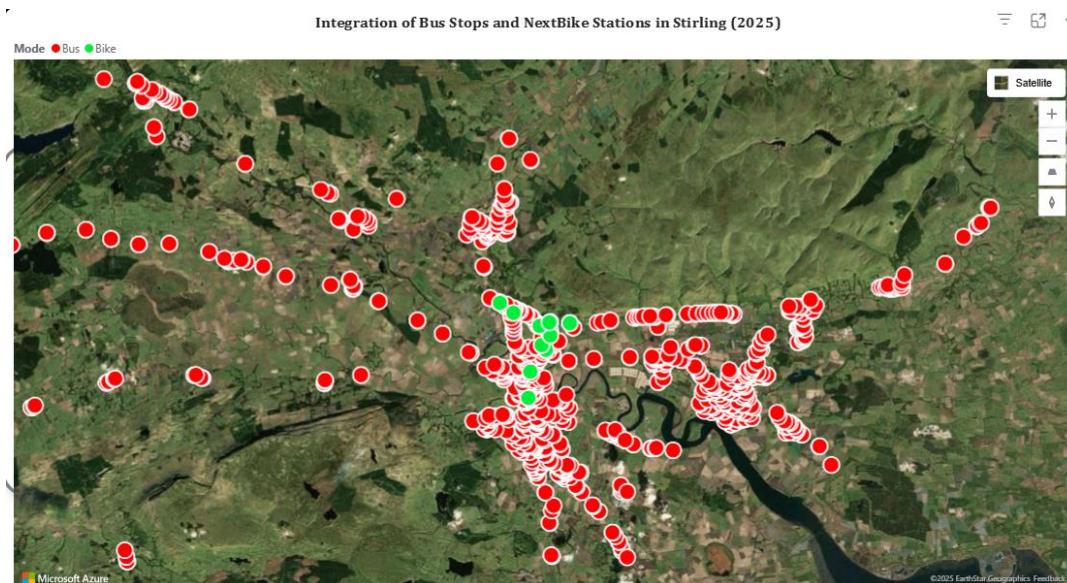 Integration of Bus Stops and NextBike Stations in Stirling (2025)
Mode Bus Bike
Satellite
Microsoft Azure
©2025 EarthStar Geographics Feedback